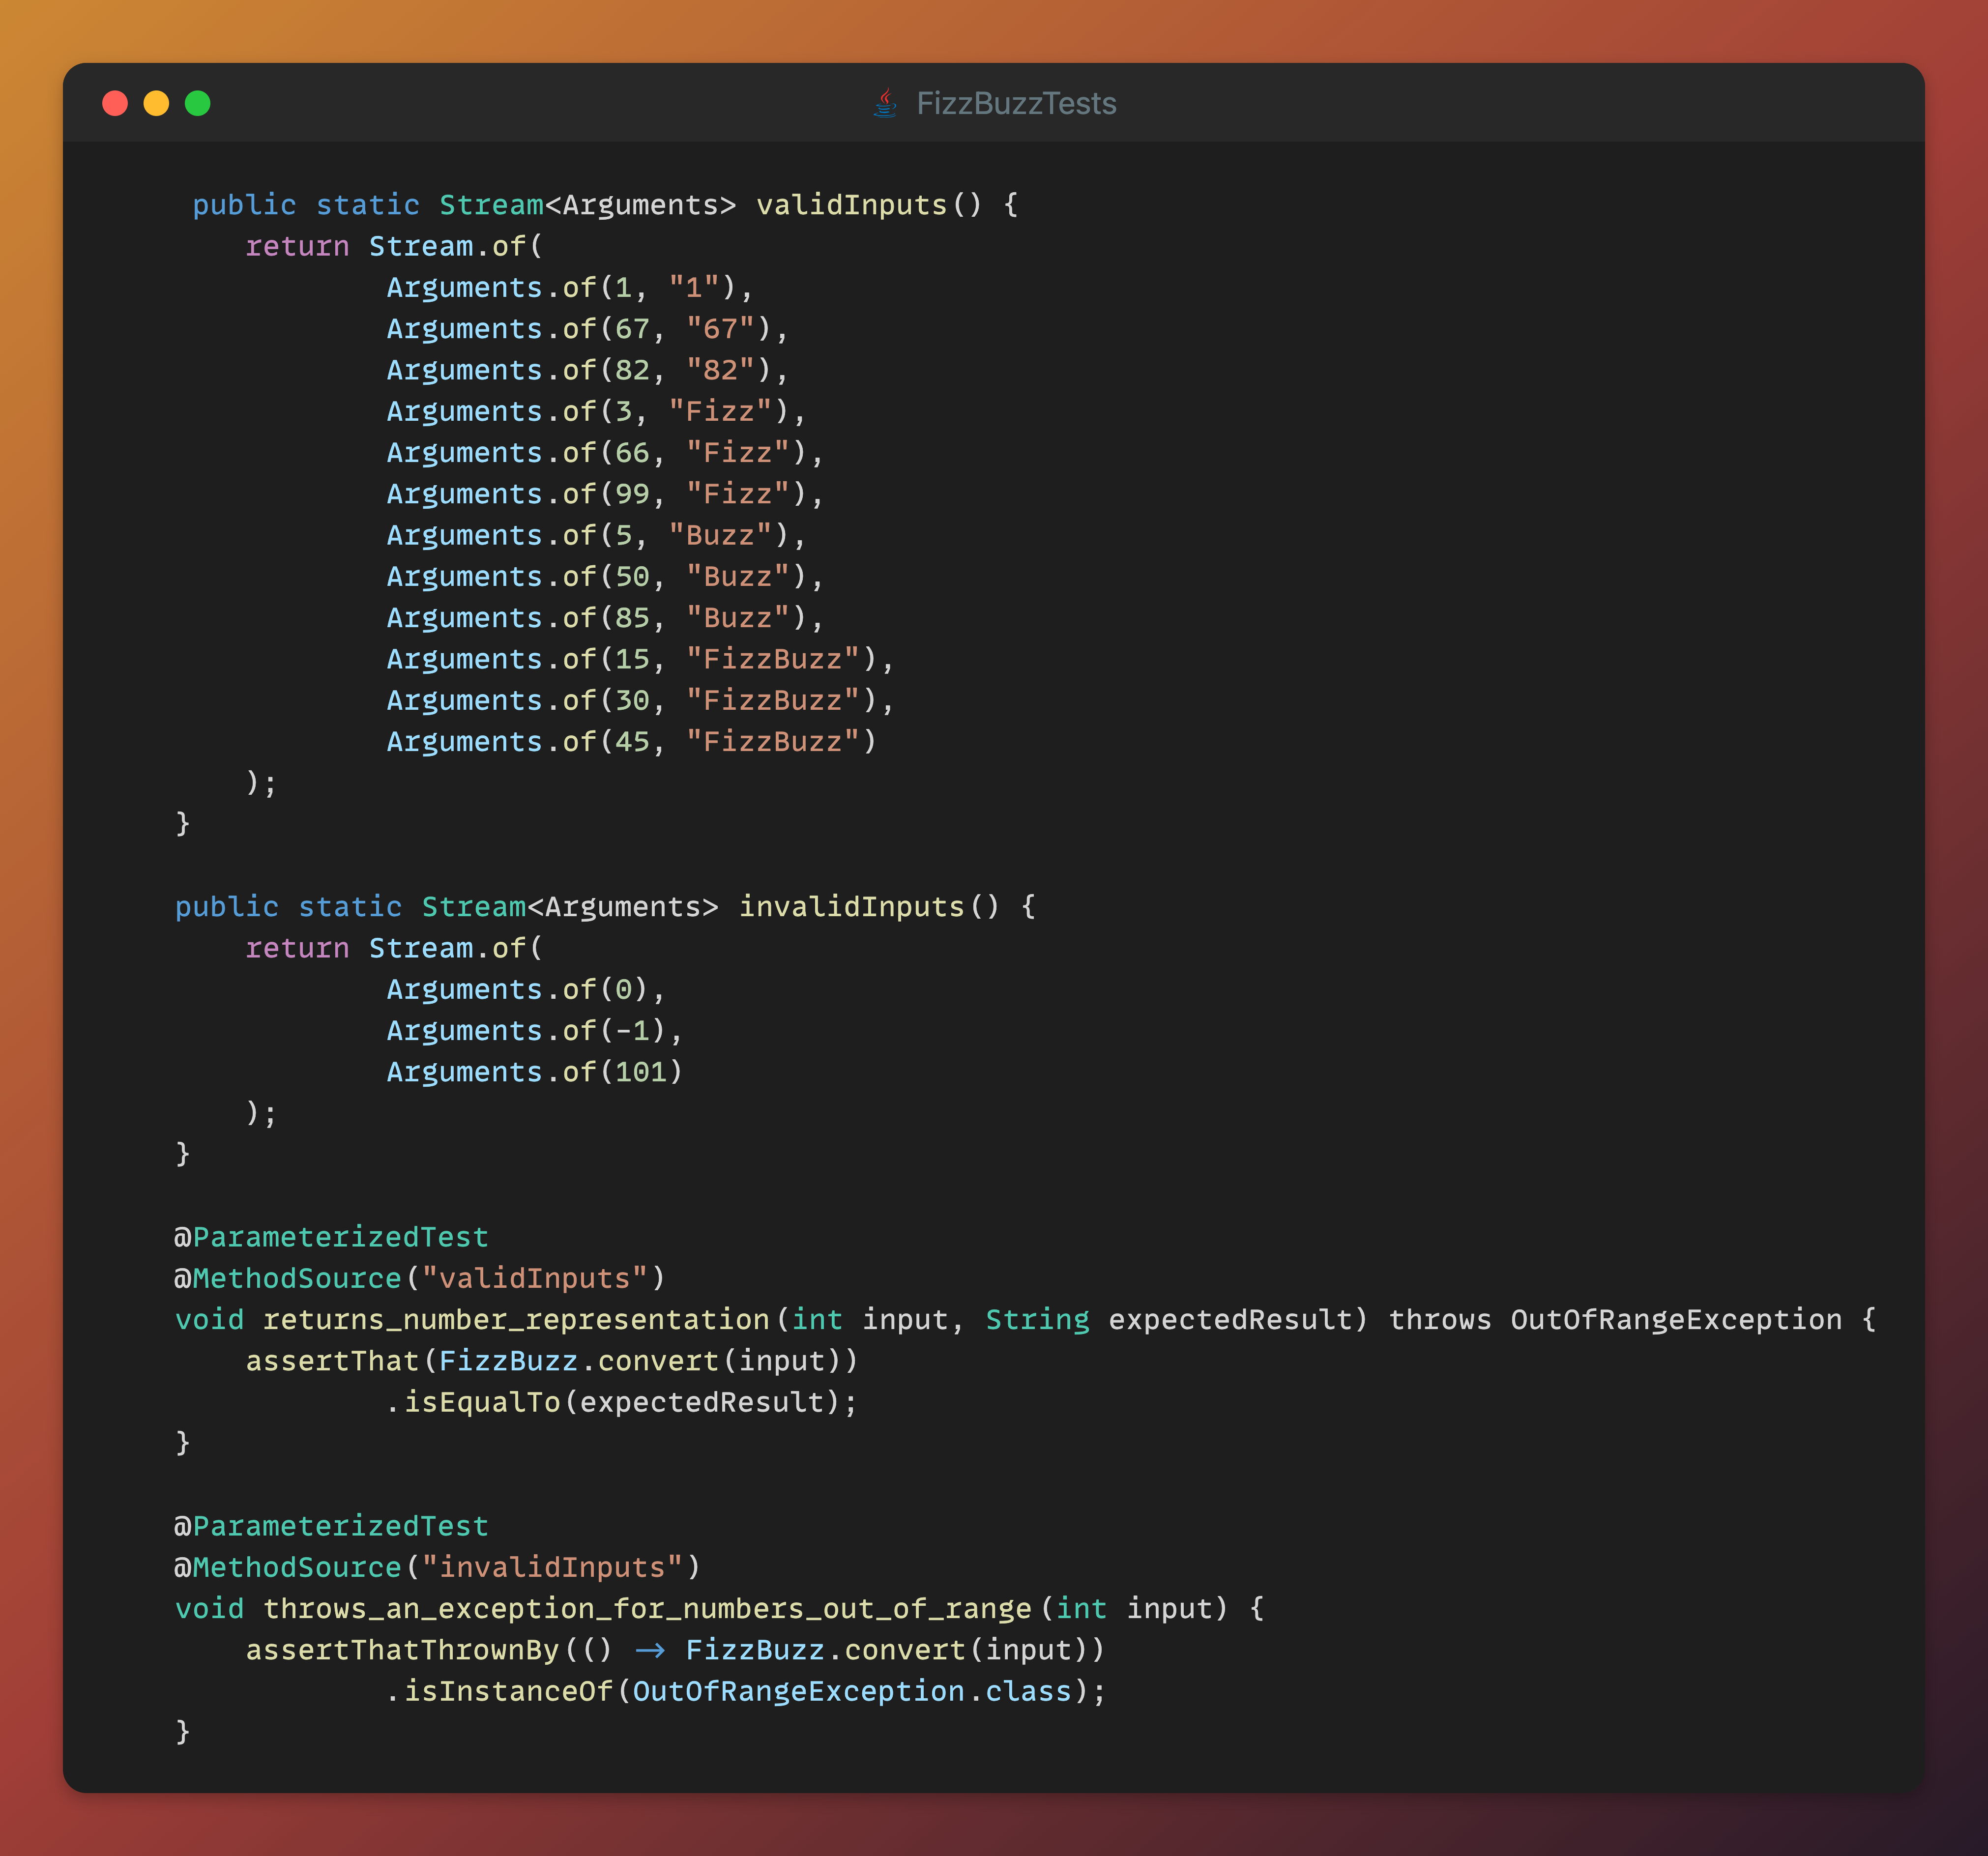 FizzBuzzTests
public static Stream<Arguments> validInputs() {
return Stream.of(
Arguments.of(1, "1"),
Arguments.of(67, "67"),
Arguments.of(82, "82"),
Arguments.of(3, "Fizz"),
Arguments.of(66, "Fizz"),
Arguments.of(99, "Fizz"),
Arguments.of(5, "Buzz"),
Arguments.of(50, "Buzz"),
Arguments.of(85, "Buzz"),
Arguments.of(15, "FizzBuzz"),
Arguments.of(30, "FizzBuzz"),
Arguments.of(45, "FizzBuzz")
);
}
public static Stream<Arguments> invalidInputs() {
return Stream.of(
Arguments.of(0),
Arguments.of(-1),
Arguments.of(101)
);
}
@ParameterizedTest
@MethodSource("validInputs")
void returns_number_representation(int input, String expectedResult) throws OutOfRangeException {
assertThat(FizzBuzz.convert(input))
.isEqualTo(expectedResult);
}
@ParameterizedTest
@MethodSource("invalidInputs")
void throws_an_exception_for_numbers_out_of_range(int input) {
assertThatThrownBy(() → FizzBuzz.convert(input))
.isInstanceOf(OutOfRangeException.class);
}